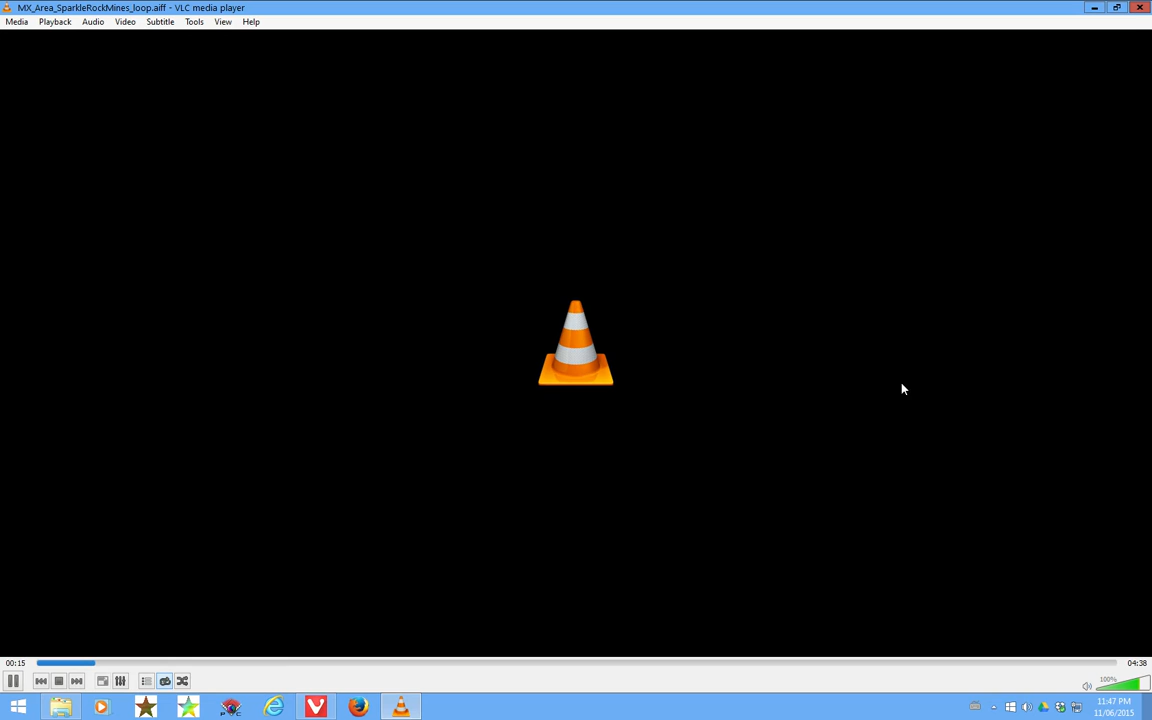 MX_Area_SparkleRockMines_loop.aiff - VLC media player
Media Playback Audio Video Subtitle Tools View Help
00:15 04:38
100%
11:47 PM
11/06/2015